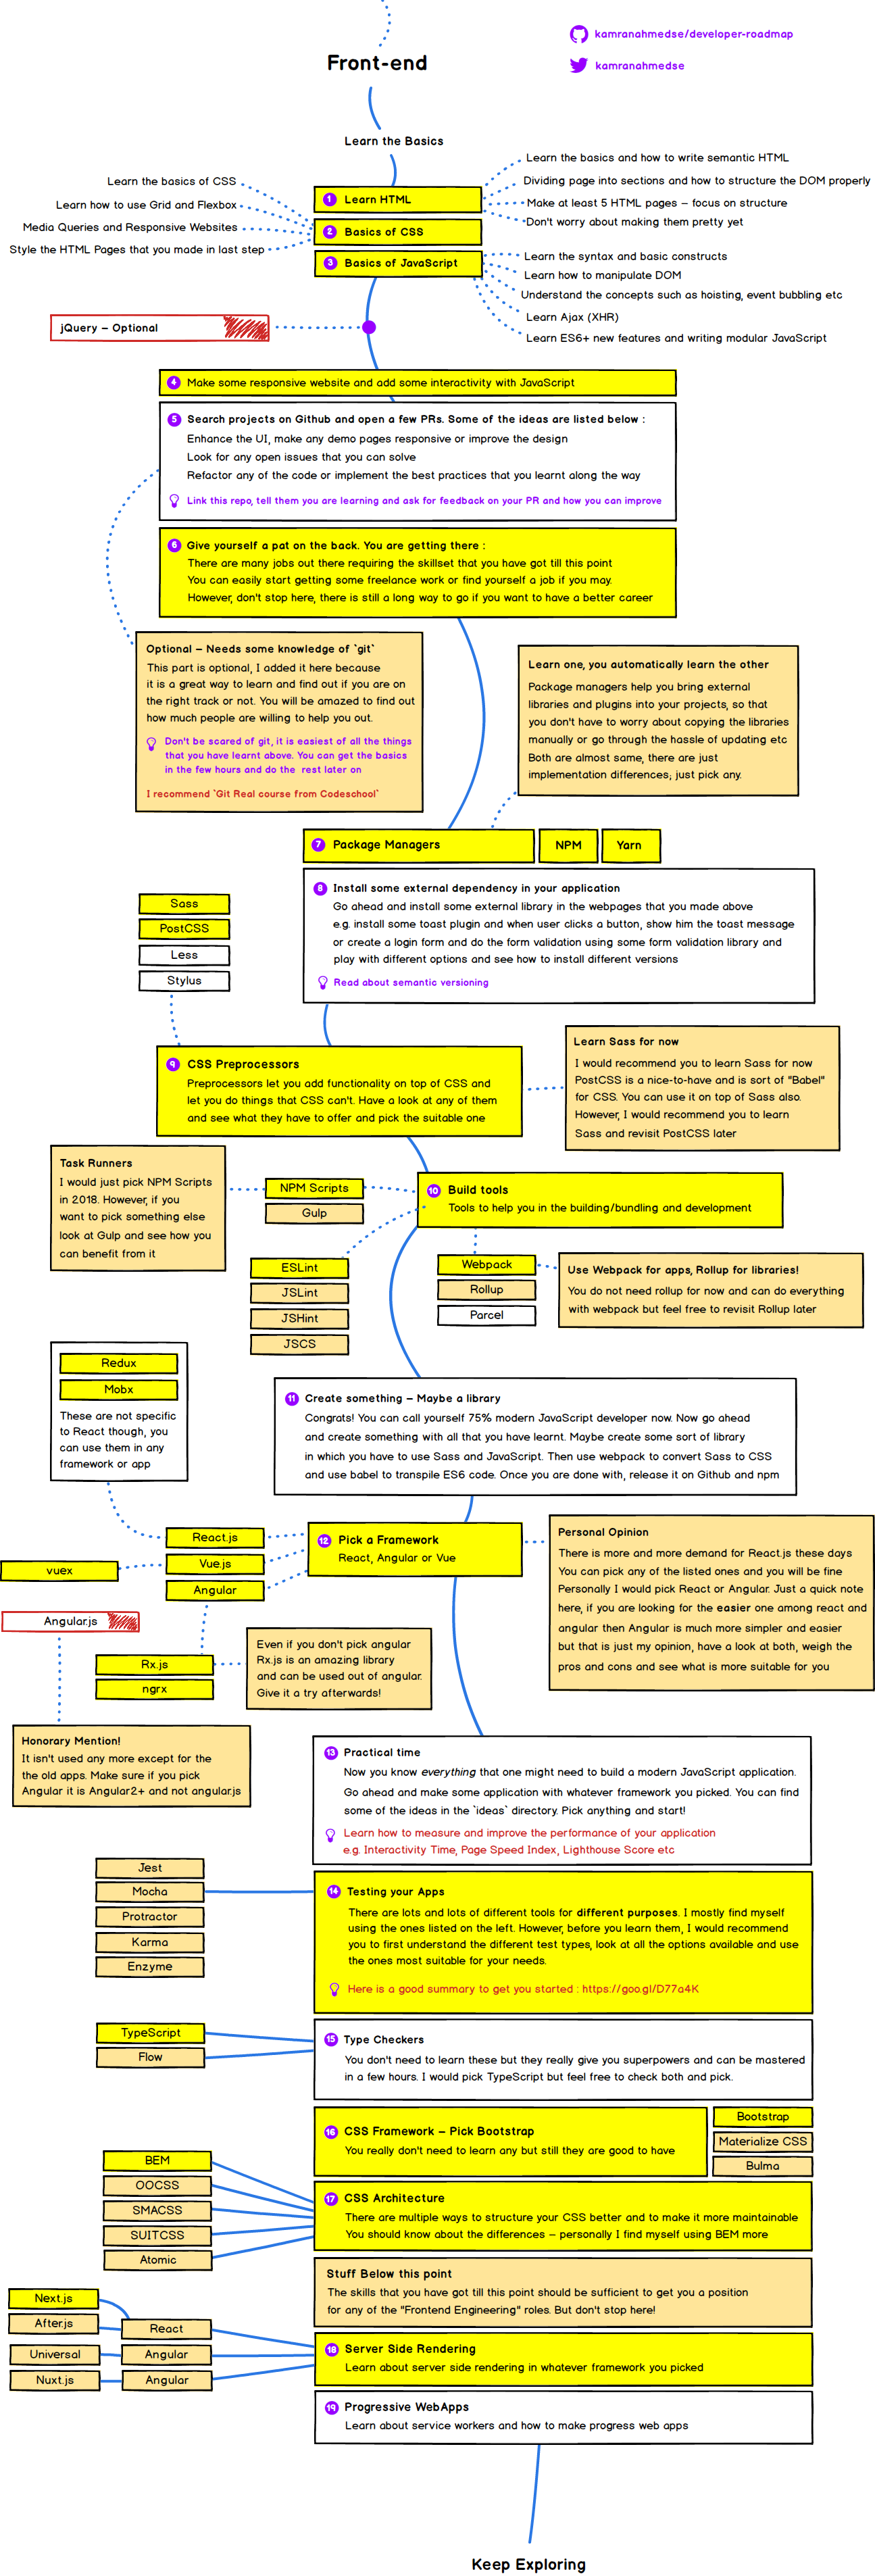 kamranahmedse/developer-roadmap
Front-end
kamranahmedse
Learn the Basics
Learn the basics of CSS
Learn how to use Grid and Flexbox
Media Queries and Responsive Websites
Style the HTML Pages that you made in last step
1 Learn HTML
2 Basics of CSS
3 Basics of JavaScript
Learn the basics and how to write semantic HTML
Dividing page into sections and how to structure the DOM properly
Make at least 5 HTML pages – focus on structure
Don't worry about making them pretty yet
Learn the syntax and basic constructs
Learn how to manipulate DOM
Understand the concepts such as hoisting, event bubbling etc
Learn Ajax (XHR)
Learn ES6+ new features and writing modular JavaScript
jQuery – Optional
4 Make some responsive website and add some interactivity with JavaScript
5 Search projects on Github and open a few PRs. Some of the ideas are listed below :
Enhance the UI, make any demo pages responsive or improve the design
Look for any open issues that you can solve
Refactor any of the code or implement the best practices that you learnt along the way
Link this repo, tell them you are learning and ask for feedback on your PR and how you can improve
6 Give yourself a pat on the back. You are getting there :
There are many jobs out there requiring the skillset that you have got till this point
You can easily start getting some freelance work or find yourself a job if you may.
However, don't stop here, there is still a long way to go if you want to have a better career
Optional – Needs some knowledge of `git`
This part is optional, I added it here because
it is a great way to learn and find out if you are on
the right track or not. You will be amazed to find out
how much people are willing to help you out.
Don't be scared of git, it is easiest of all the things
that you have learnt above. You can get the basics
in the few hours and do the rest later on
I recommend `Git Real course from Codeschool`
Learn one, you automatically learn the other
Package managers help you bring external
libraries and plugins into your projects, so that
you don't have to worry about copying the libraries
manually or go through the hassle of updating etc
Both are almost same, there are just
implementation differences; just pick any.
7 Package Managers
NPM
Yarn
8 Install some external dependency in your application
Go ahead and install some external library in the webpages that you made above
e.g. install some toast plugin and when user clicks a button, show him the toast message
or create a login form and do the form validation using some form validation library and
play with different options and see how to install different versions
Read about semantic versioning
Sass
PostCSS
Less
Stylus
9 CSS Preprocessors
Preprocessors let you add functionality on top of CSS and
let you do things that CSS can't. Have a look at any of them
and see what they have to offer and pick the suitable one
Learn Sass for now
I would recommend you to learn Sass for now
PostCSS is a nice-to-have and is sort of "Babel"
for CSS. You can use it on top of Sass also.
However, I would recommend you to learn
Sass and revisit PostCSS later
Task Runners
I would just pick NPM Scripts
in 2018. However, if you
want to pick something else
look at Gulp and see how you
can benefit from it
NPM Scripts
Gulp
10 Build tools
Tools to help you in the building/bundling and development
ESLint
JSLint
JSHint
JSCS
Webpack
Rollup
Parcel
Use Webpack for apps, Rollup for libraries!
You do not need rollup for now and can do everything
with webpack but feel free to revisit Rollup later
Redux
Mobx
These are not specific
to React though, you
can use them in any
framework or app
11 Create something – Maybe a library
Congrats! You can call yourself 75% modern JavaScript developer now. Now go ahead
and create something with all that you have learnt. Maybe create some sort of library
in which you have to use Sass and JavaScript. Then use webpack to convert Sass to CSS
and use babel to transpile ES6 code. Once you are done with, release it on Github and npm
React.js
Vue.js
Angular
vuex
12 Pick a Framework
React, Angular or Vue
Personal Opinion
There is more and more demand for React.js these days
You can pick any of the listed ones and you will be fine
Personally I would pick React or Angular. Just a quick note
here, if you are looking for the easier one among react and
angular then Angular is much more simpler and easier
but that is just my opinion, have a look at both, weigh the
pros and cons and see what is more suitable for you
Angular.js
Rx.js
ngrx
Even if you don't pick angular
Rx.js is an amazing library
and can be used out of angular.
Give it a try afterwards!
Honorary Mention!
It isn't used any more except for the
the old apps. Make sure if you pick
Angular it is Angular2+ and not angular.js
13 Practical time
Now you know everything that one might need to build a modern JavaScript application.
Go ahead and make some application with whatever framework you picked. You can find
some of the ideas in the `ideas` directory. Pick anything and start!
Learn how to measure and improve the performance of your application
e.g. Interactivity Time, Page Speed Index, Lighthouse Score etc
Jest
Mocha
Protractor
Karma
Enzyme
14 Testing your Apps
There are lots and lots of different tools for different purposes. I mostly find myself
using the ones listed on the left. However, before you learn them, I would recommend
you to first understand the different test types, look at all the options available and use
the ones most suitable for your needs.
Here is a good summary to get you started : https://goo.gl/D77a4K
TypeScript
Flow
15 Type Checkers
You don't need to learn these but they really give you superpowers and can be mastered
in a few hours. I would pick TypeScript but feel free to check both and pick.
16 CSS Framework – Pick Bootstrap
You really don't need to learn any but still they are good to have
Bootstrap
Materialize CSS
Bulma
BEM
OOCSS
SMACSS
SUITCSS
Atomic
17 CSS Architecture
There are multiple ways to structure your CSS better and to make it more maintainable
You should know about the differences – personally I find myself using BEM more
Stuff Below this point
The skills that you have got till this point should be sufficient to get you a position
for any of the "Frontend Engineering" roles. But don't stop here!
Next.js
After.js
React
Universal
Angular
Nuxt.js
Angular
18 Server Side Rendering
Learn about server side rendering in whatever framework you picked
19 Progressive WebApps
Learn about service workers and how to make progress web apps
Keep Exploring